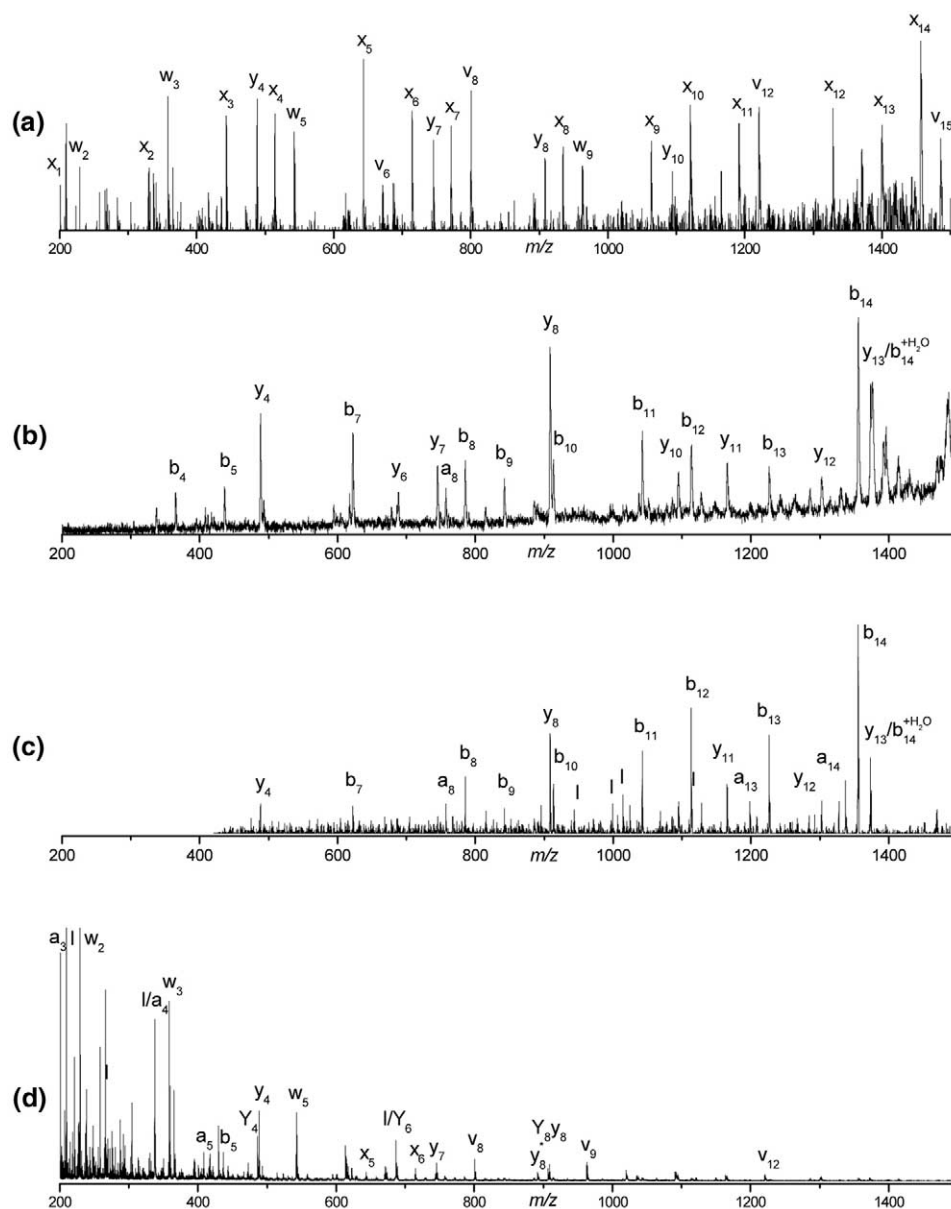 (a)
x1 w2 x2 w3 x3 y4 x4 w5 x5 v6 x6 y7 x7 v8 y8 x8 w9 x9 y10 x10 x11 v12 x12 x13 x14 v15
200 400 600 800 1000 1200 1400
m/z
(b)
b4 b5 y4 b7 y6 y7 a8 b8 b9 y8 b10 b11 y10 b12 y11 b13 y12 b14 y13/b14+H2O
200 400 600 800 1000 1200 1400
m/z
(c)
y4 b7 a8 b8 b9 y8 b10 I I I b11 b12 I y11 a13 b13 y12 a14 b14 y13/b14+H2O
200 400 600 800 1000 1200 1400
m/z
(d)
a3 I w2 I I/a4 w3 a5 b5 Y4 y4 w5 x5 I/Y6 x6 y7 v8 y8* Y8 y8 v9 v12
200 400 600 800 1000 1200 1400
m/z